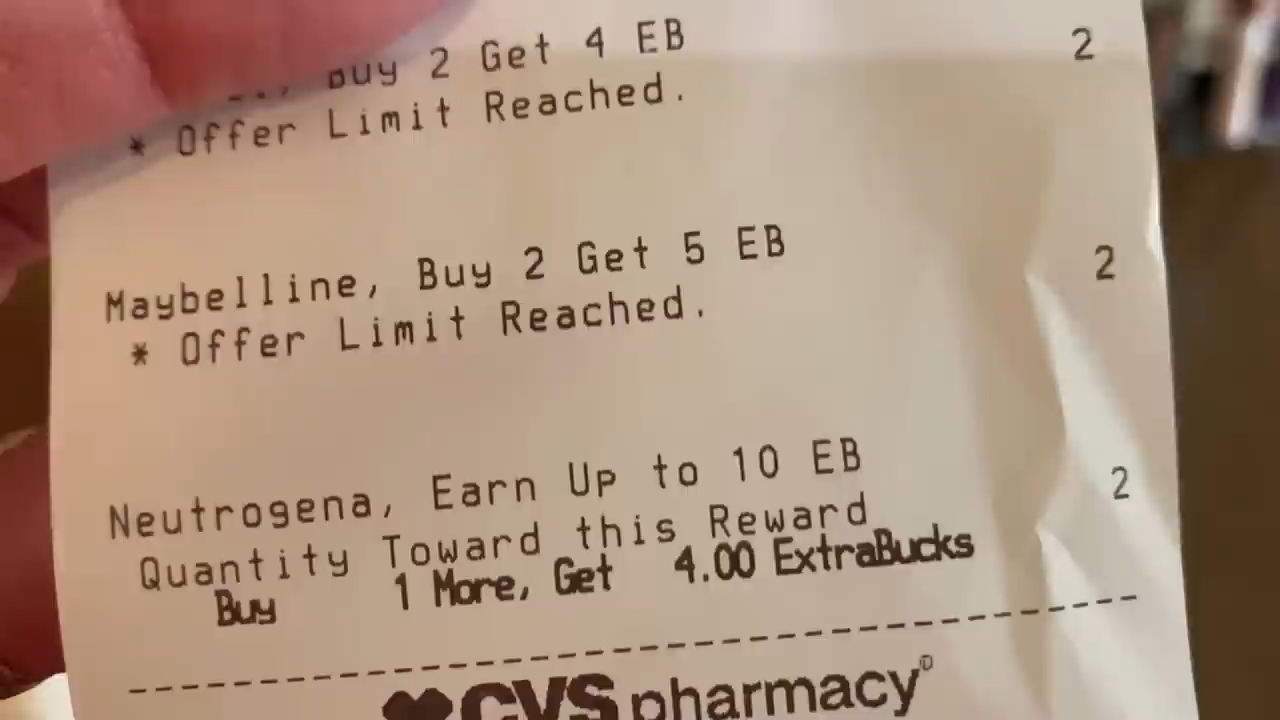 Buy 2 Get 4 EB 2
* Offer Limit Reached.
Maybelline, Buy 2 Get 5 EB 2
* Offer Limit Reached.
Neutrogena, Earn Up to 10 EB 2
Quantity Toward this Reward
Buy 1 More, Get 4.00 ExtraBucks
CVS pharmacy®